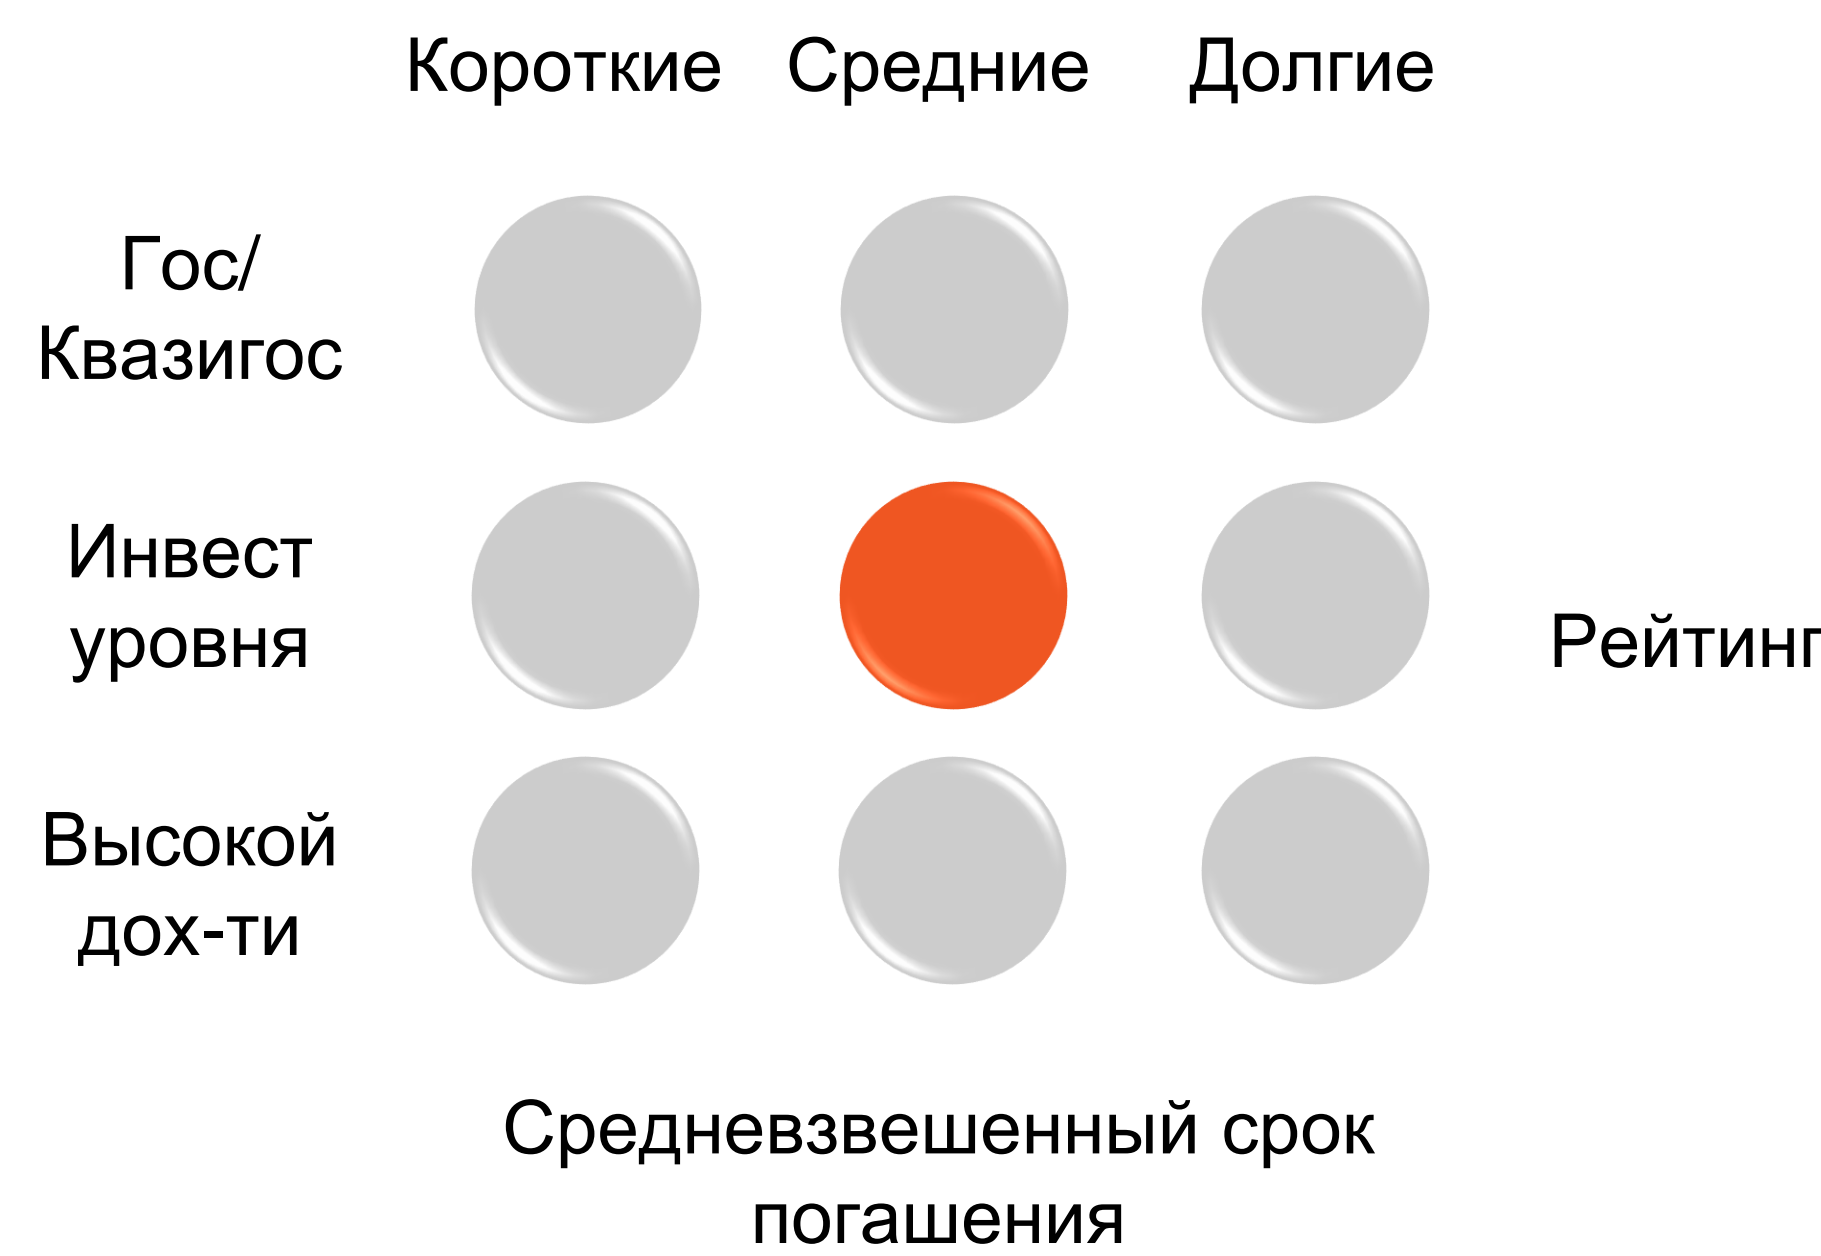 Короткие Средние Долгие
Гос/
Квазигос
Инвест
уровня
Рейтинг
Высокой
дох-ти
Средневзвешенный срок
погашения